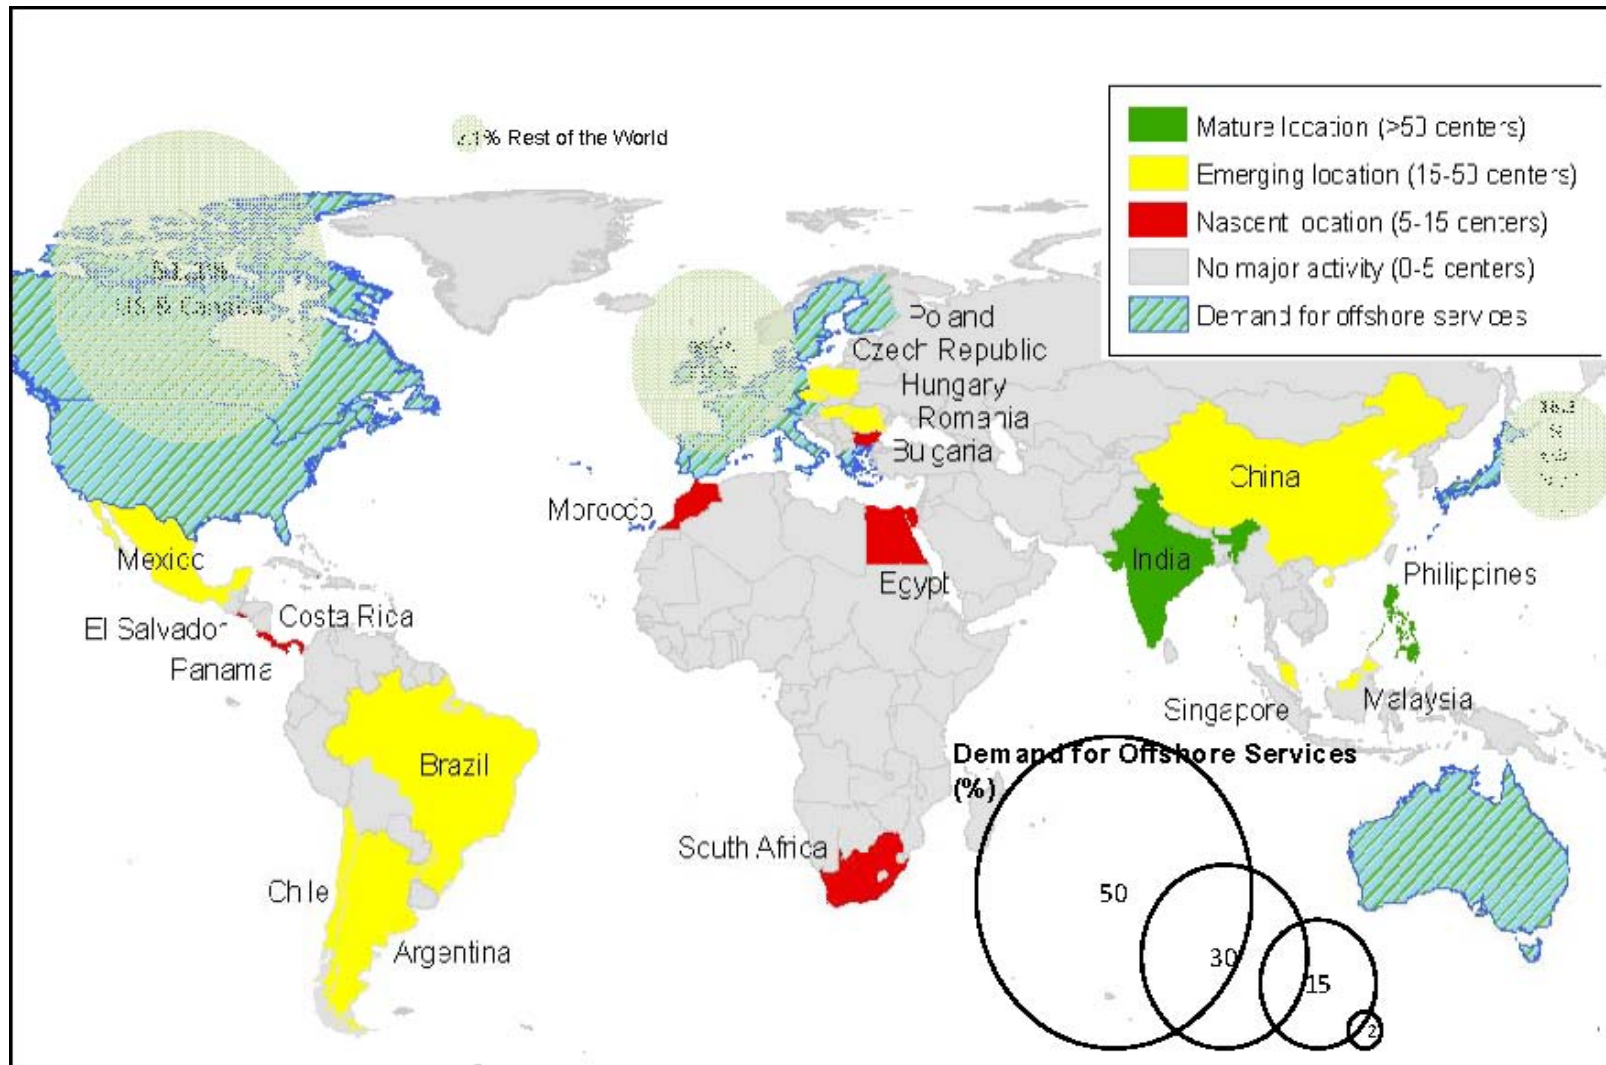 % Rest of the World
Mature location (>50 centers)
Emerging location (15-50 centers)
Nascent location (5-15 centers)
No major activity (0-5 centers)
Demand for offshore services
US & Canada
Poland
Czech Republic
Hungary
Romania
Bulgaria
Morocco
Egypt
China
India
Philippines
Mexico
Costa Rica
El Salvador
Panama
Singapore
Malaysia
Brazil
South Africa
Chile
Argentina
Demand for Offshore Services
(%)
50
30
15
2